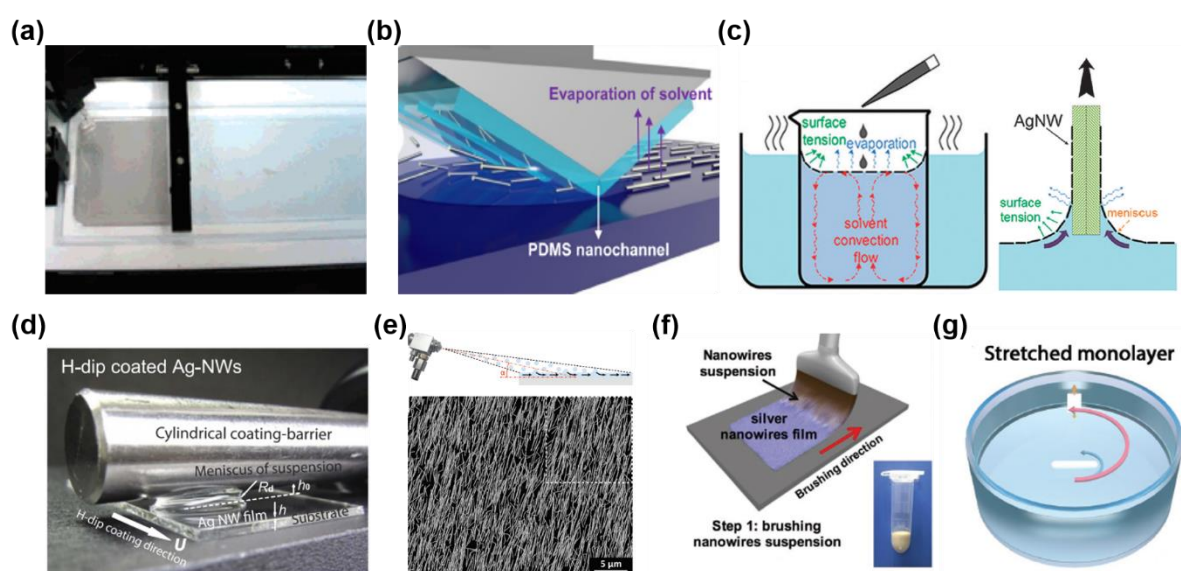 (a)
(b)
Evaporation of solvent
PDMS nanochannel
(c)
surface
tension
evaporation
solvent
convection
flow
AgNW
surface
tension
meniscus
(d)
H-dip coated Ag-NWs
Cylindrical coating-barrier
Meniscus of suspension
Rd
h0
Ag NW film
h
Substrate
H-dip coating direction
U
(e)
α
5 µm
(f)
Nanowires
suspension
silver
nanowires film
Brushing direction
Step 1: brushing
nanowires suspension
(g)
Stretched monolayer